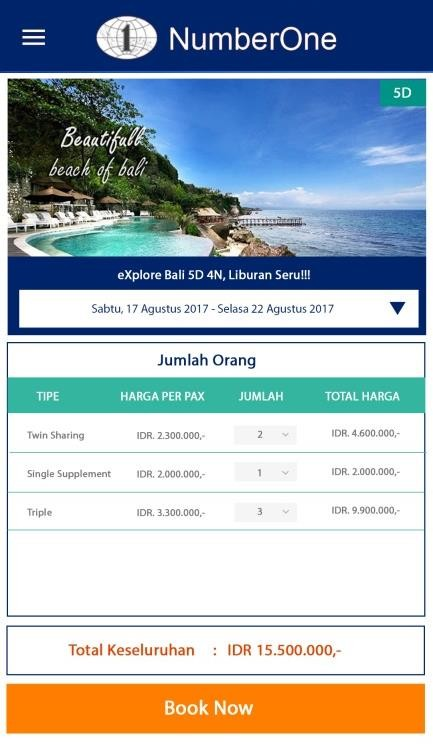 1 NumberOne
5D
Beautifull
beach of bali
eXplore Bali 5D 4N, Liburan Seru!!!
Sabtu, 17 Agustus 2017 - Selasa 22 Agustus 2017
Jumlah Orang
TIPE HARGA PER PAX JUMLAH TOTAL HARGA
Twin Sharing IDR. 2.300.000,- 2 IDR. 4.600.000,-
Single Supplement IDR. 2.000.000,- 1 IDR. 2.000.000,-
Triple IDR. 3.300.000,- 3 IDR. 9.900.000,-
Total Keseluruhan : IDR 15.500.000,-
Book Now